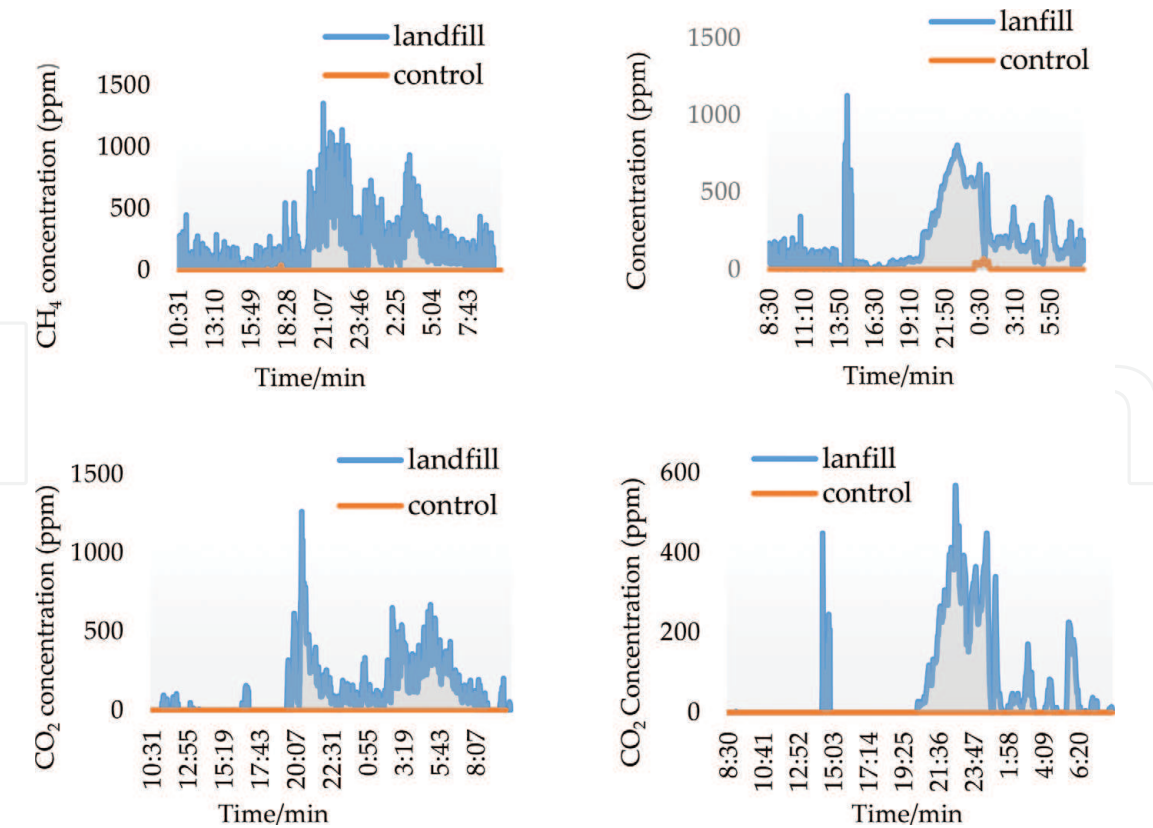 landfill
control
CH₄ concentration (ppm)
1500
1000
500
0
10:31 13:10 15:49 18:28 21:07 23:46 2:25 5:04 7:43
Time/min
lanfill
control
Concentration (ppm)
1500
1000
500
0
8:30 11:10 13:50 16:30 19:10 21:50 0:30 3:10 5:50
Time/min
landfill
control
CO₂ concentration (ppm)
1500
1000
500
0
10:31 12:55 15:19 17:43 20:07 22:31 0:55 3:19 5:43 8:07
Time/min
lanfill
control
CO₂ Concentration (ppm)
600
400
200
0
8:30 10:41 12:52 15:03 17:14 19:25 21:36 23:47 1:58 4:09 6:20
Time/min